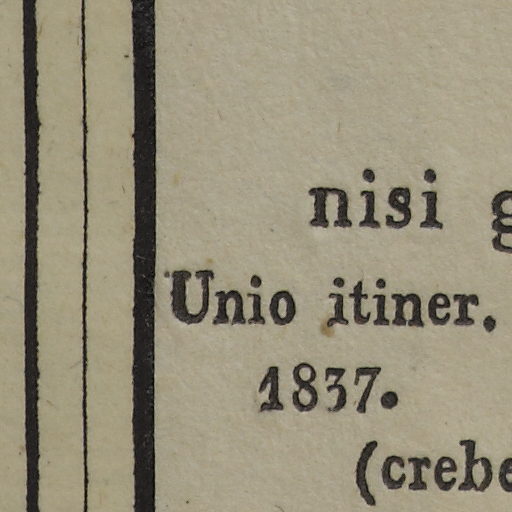 nisi
Unio itiner.
1837.
(crebe